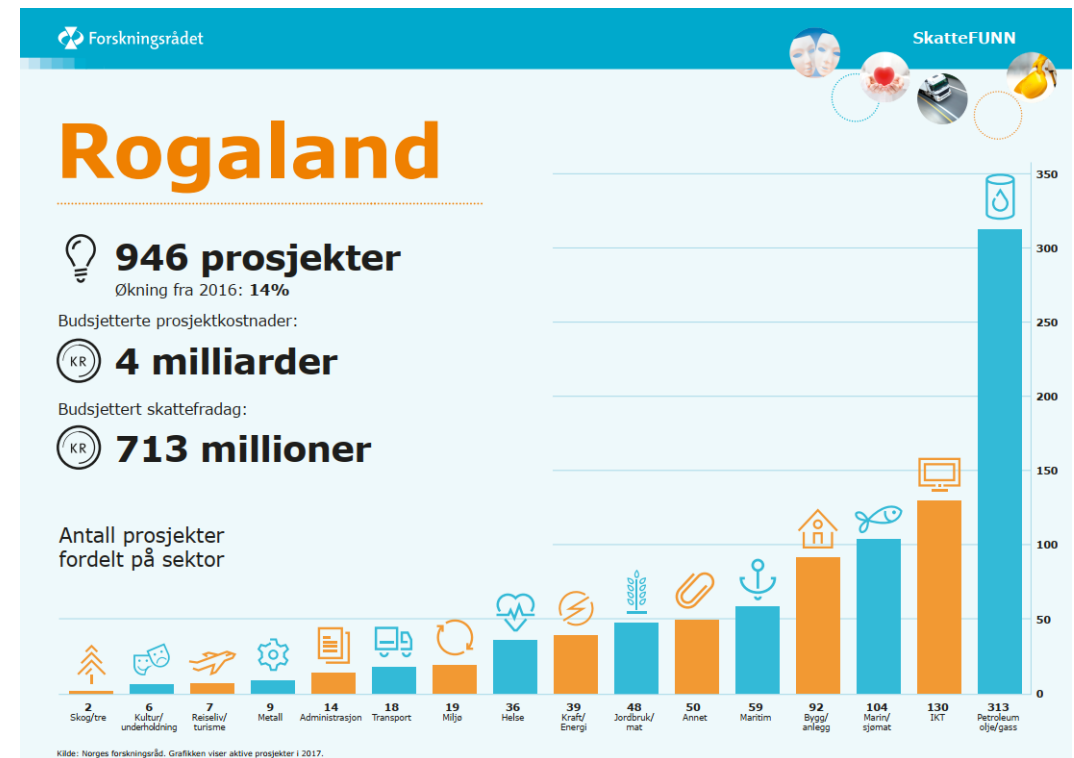 Forskningsrådet
SkatteFUNN
Rogaland
946 prosjekter
Økning fra 2016: 14%
Budsjetterte prosjektkostnader:
KR
4 milliarder
Budsjettert skattefradag:
KR
713 millioner
Antall prosjekter
fordelt på sektor
350
300
250
200
150
100
50
0
2
Skog/tre
6
Kultur/
underholdning
7
Reiseliv/
turisme
9
Metall
14
Administrasjon
18
Transport
19
Miljø
36
Helse
39
Kraft/
Energi
48
Jordbruk/
mat
50
Annet
59
Maritim
92
Bygg/
anlegg
104
Marin/
sjømat
130
IKT
313
Petroleum
olje/gass
Kilde: Norges forskningsråd. Grafikken viser aktive prosjekter i 2017.